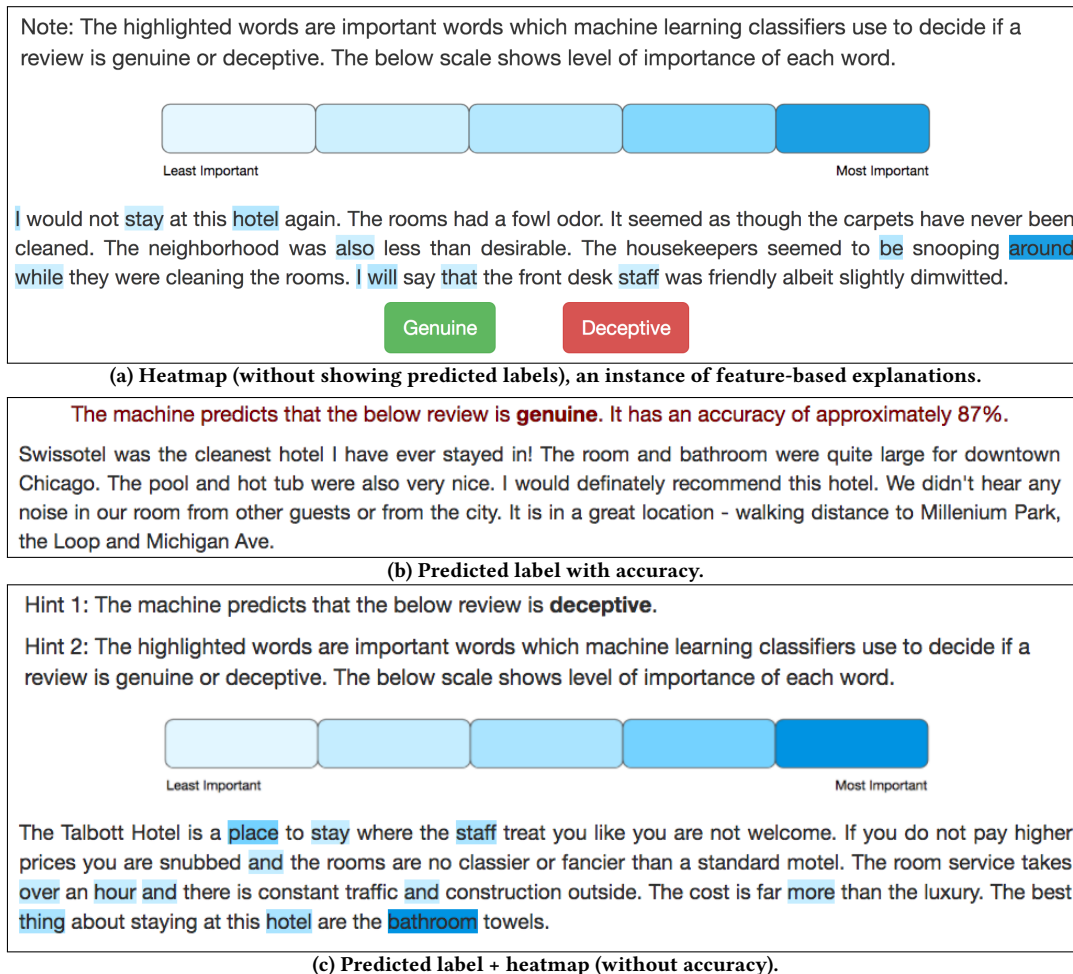 Note: The highlighted words are important words which machine learning classifiers use to decide if a
review is genuine or deceptive. The below scale shows level of importance of each word.
Least Important
Most Important
I would not stay at this hotel again. The rooms had a fowl odor. It seemed as though the carpets have never been
cleaned. The neighborhood was also less than desirable. The housekeepers seemed to be snooping around
while they were cleaning the rooms. I will say that the front desk staff was friendly albeit slightly dimwitted.
Genuine
Deceptive
(a) Heatmap (without showing predicted labels), an instance of feature-based explanations.
The machine predicts that the below review is genuine. It has an accuracy of approximately 87%.
Swissotel was the cleanest hotel I have ever stayed in! The room and bathroom were quite large for downtown
Chicago. The pool and hot tub were also very nice. I would definately recommend this hotel. We didn't hear any
noise in our room from other guests or from the city. It is in a great location - walking distance to Millenium Park,
the Loop and Michigan Ave.
(b) Predicted label with accuracy.
Hint 1: The machine predicts that the below review is deceptive.
Hint 2: The highlighted words are important words which machine learning classifiers use to decide if a
review is genuine or deceptive. The below scale shows level of importance of each word.
Least Important
Most Important
The Talbott Hotel is a place to stay where the staff treat you like you are not welcome. If you do not pay higher
prices you are snubbed and the rooms are no classier or fancier than a standard motel. The room service takes
over an hour and there is constant traffic and construction outside. The cost is far more than the luxury. The best
thing about staying at this hotel are the bathroom towels.
(c) Predicted label + heatmap (without accuracy).